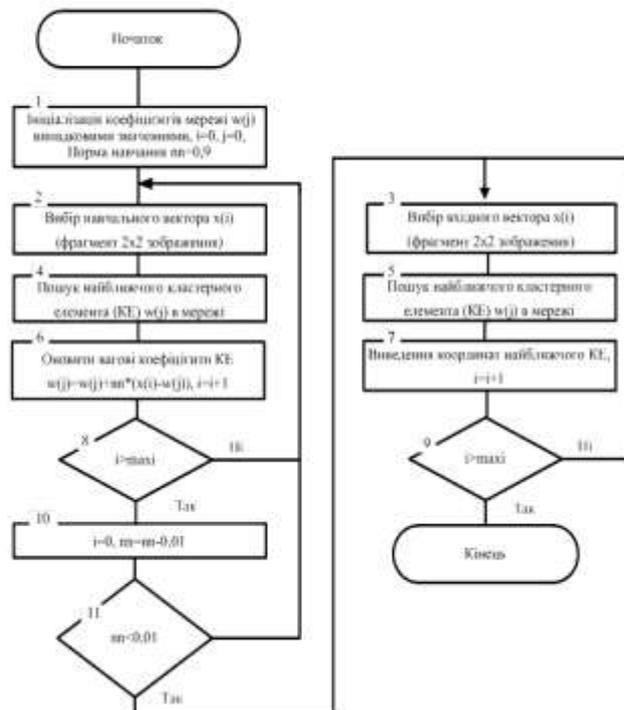 Початок
1
Ініціалізація коефіцієнтів мережі w(j)
випадковими значеннями, i=0, j=0,
Норма навчання nn=0,9
2
Вибір навчального вектора x(i)
(фрагмент 2x2 зображення)
4
Пошук найближчого кластерного
елемента (КЕ) w(j) в мережі
6
Оновити вагові коефіцієнти КЕ
w(j)=w(j)+nn*(x(i)-w(j)), i=i+1
8
i>maxi
Ні
Так
10
i=0, nn=nn-0.01
11
nn<0.01
Так
3
Вибір вхідного вектора x(i)
(фрагмент 2x2 зображення)
5
Пошук найближчого кластерного
елемента (КЕ) w(j) в мережі
7
Виведення координат найближчого КЕ,
i=i+1
9
i>maxi
Ні
Так
Кінець